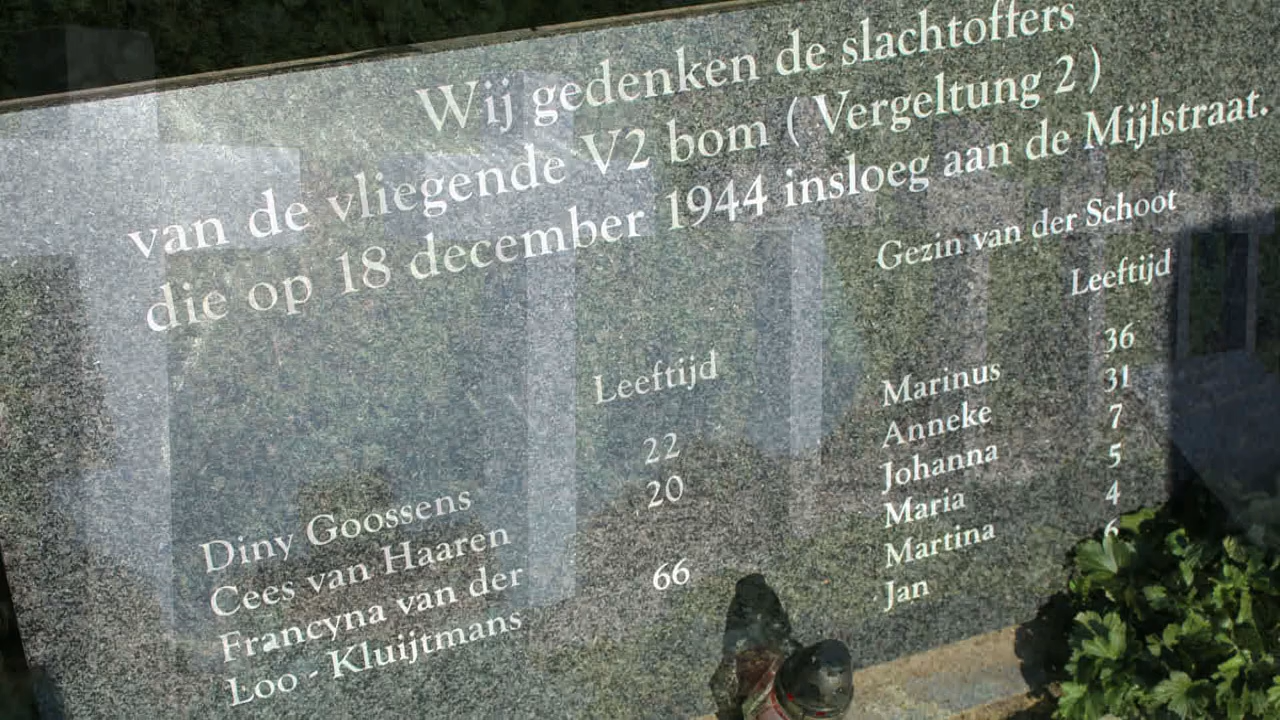 Wij gedenken de slachtoffers
van de vliegende V2 bom ( Vergeltung 2 )
die op 18 december 1944 insloeg aan de Mijlstraat.
Leeftijd
Diny Goossens 22
Cees van Haaren 20
Francyna van der
Loo - Kluijtmans 66
Gezin van der Schoot
Leeftijd
Marinus 36
Anneke 31
Johanna 7
Maria 5
Martina 4
Jan 6